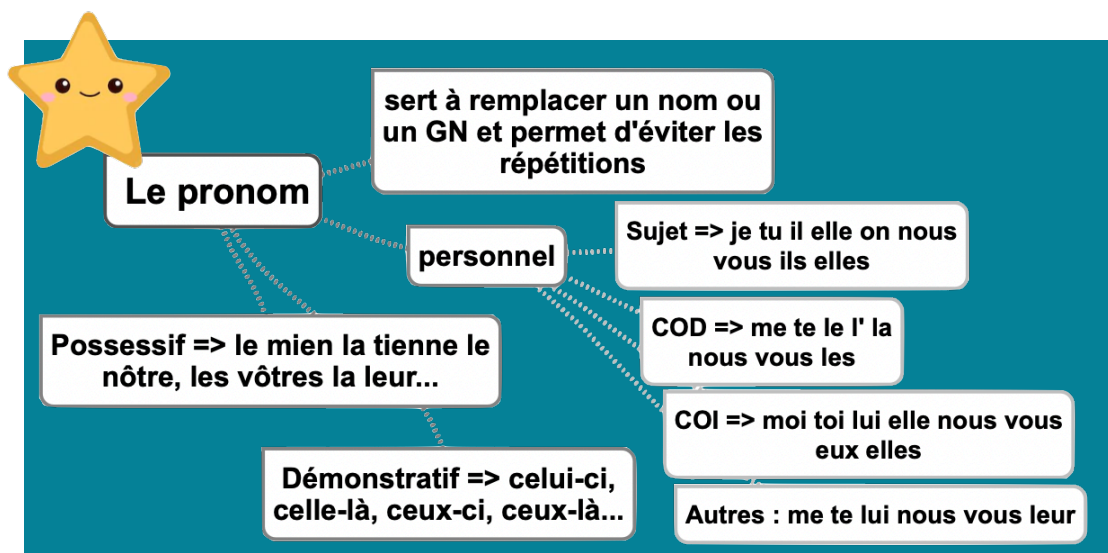 Le pronom
sert à remplacer un nom ou
un GN et permet d'éviter les
répétitions
personnel
Sujet => je tu il elle on nous
vous ils elles
COD => me te le l' la
nous vous les
COI => moi toi lui elle nous vous
eux elles
Autres : me te lui nous vous leur
Possessif => le mien la tienne le
nôtre, les vôtres la leur...
Démonstratif => celui-ci,
celle-là, ceux-ci, ceux-là...